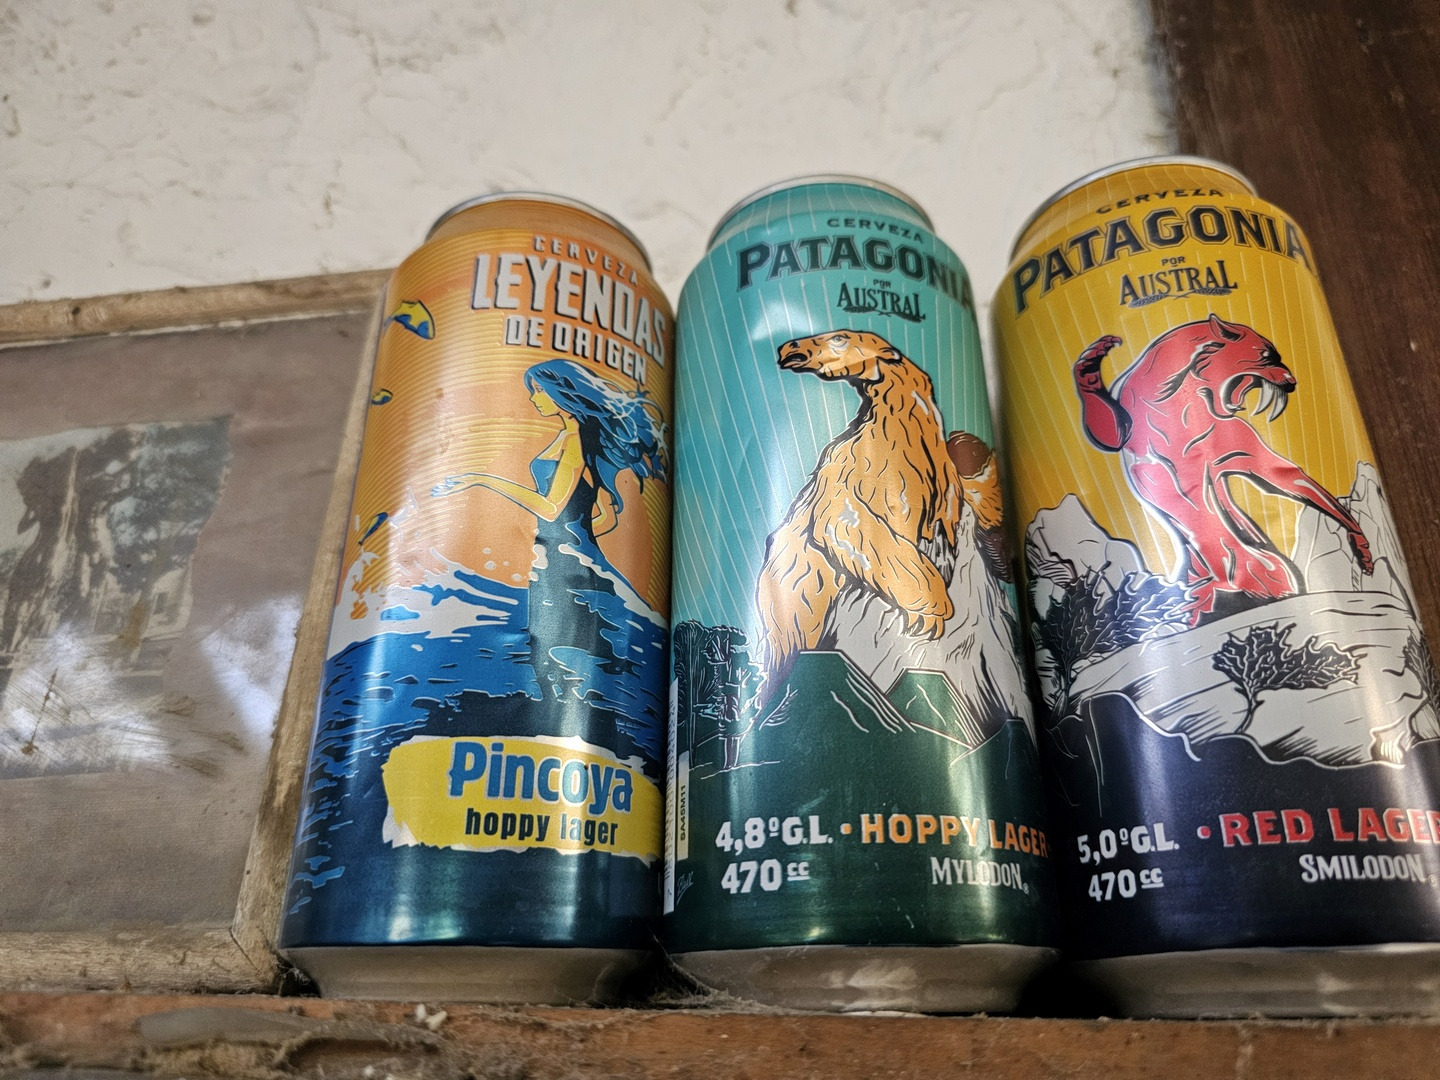 CERVEZA
LEYENDAS
DE ORIGEN
Pincoya
hoppy lager
CERVEZA
PATAGONIA
POR
AUSTRAL
4,8ºG.L. • HOPPY LAGER
470 cc
MYLODON®
CERVEZA
PATAGONIA
POR
AUSTRAL
5,0ºG.L. • RED LAGER
470 cc
SMILODON®